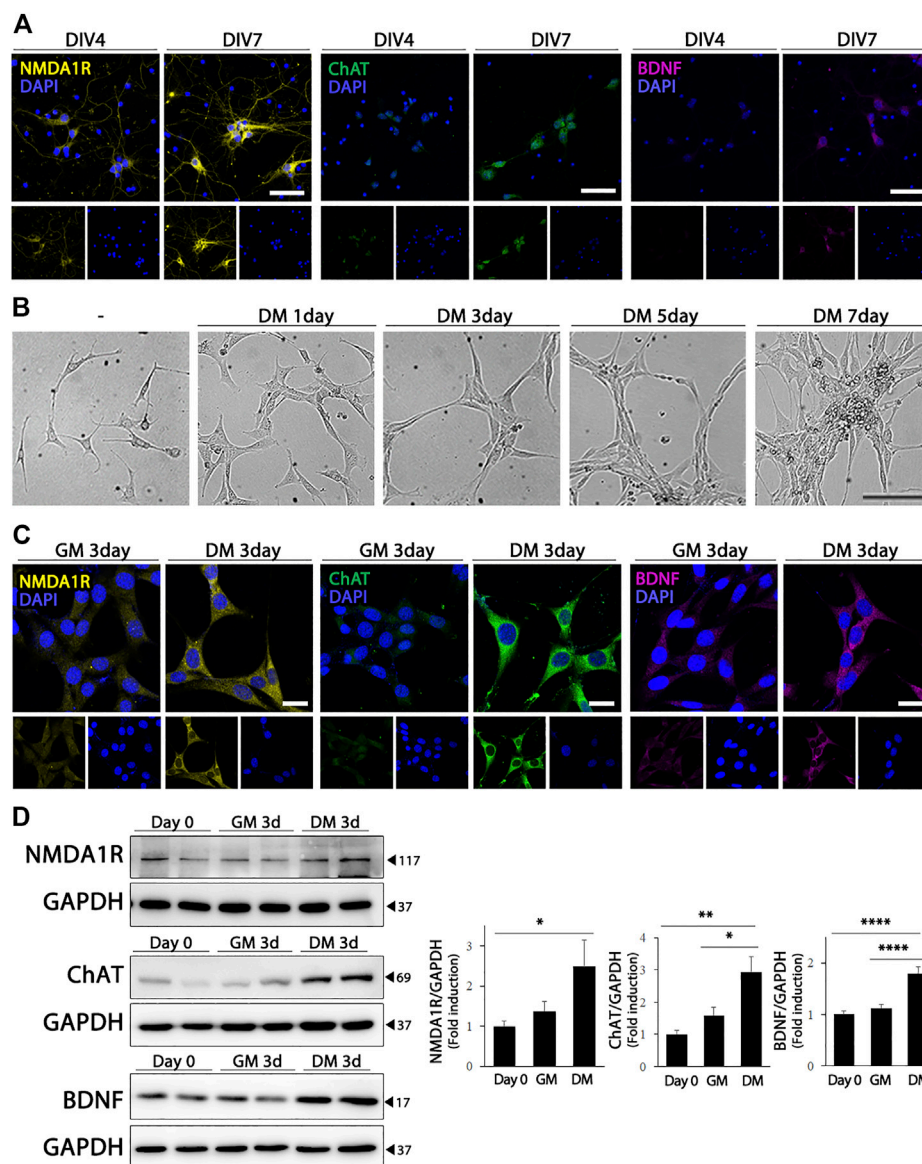 A
DIV4 DIV7 DIV4 DIV7 DIV4 DIV7
NMDA1R ChAT BDNF
DAPI DAPI DAPI
B
- DM 1day DM 3day DM 5day DM 7day
C
GM 3day DM 3day GM 3day DM 3day GM 3day DM 3day
NMDA1R ChAT BDNF
DAPI DAPI DAPI
D
Day 0 GM 3d DM 3d
NMDA1R ◀117
GAPDH ◀37
Day 0 GM 3d DM 3d
ChAT ◀69
GAPDH ◀37
Day 0 GM 3d DM 3d
BDNF ◀17
GAPDH ◀37
NMDA1R/GAPDH
(Fold induction)
*
3
2
1
0
Day 0 GM DM
ChAT/GAPDH
(Fold induction)
**
*
4
3
2
1
0
Day 0 GM DM
BDNF/GAPDH
(Fold induction)
****
****
2
1
0
Day 0 GM DM